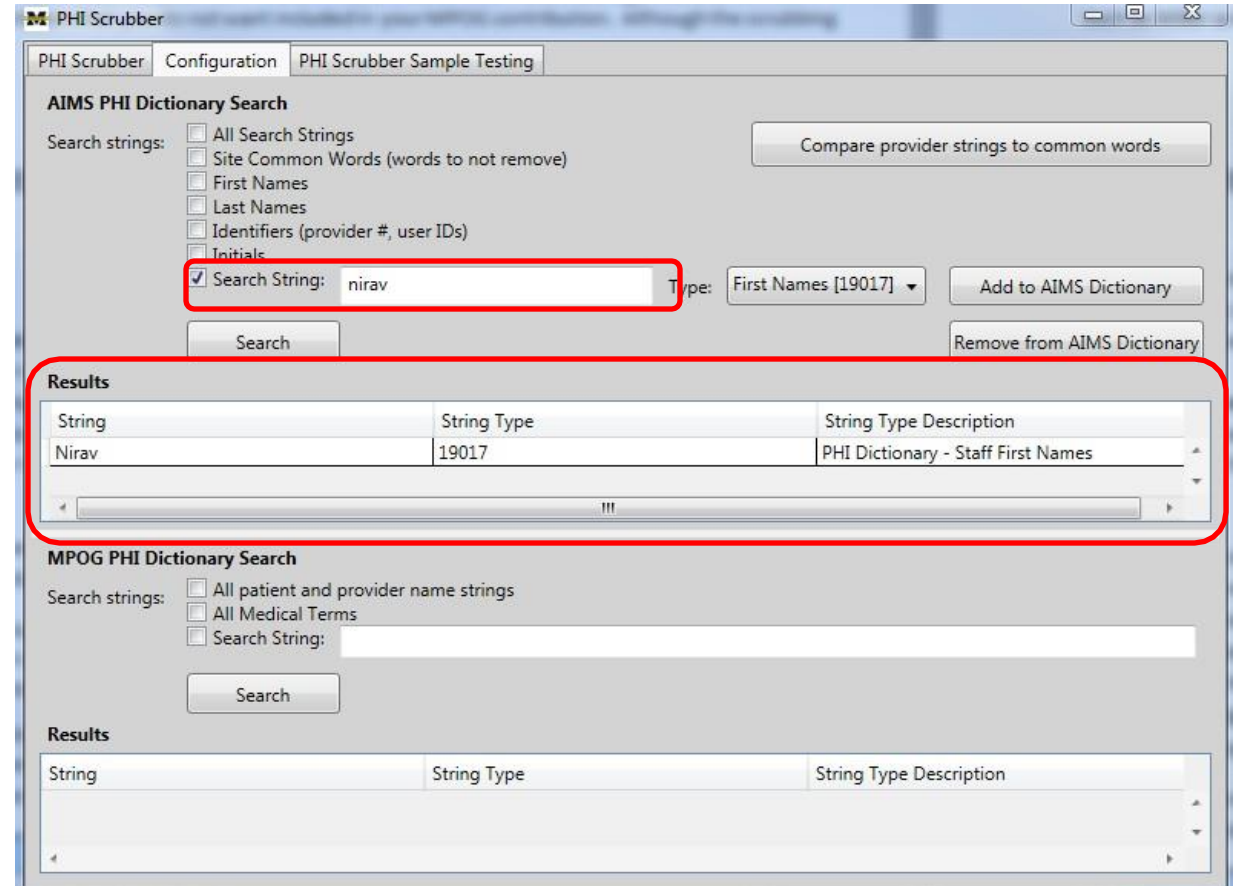 PHI Scrubber
PHI Scrubber Configuration PHI Scrubber Sample Testing
AIMS PHI Dictionary Search
Search strings:
All Search Strings
Compare provider strings to common words
Site Common Words (words to not remove)
First Names
Last Names
Identifiers (provider #, user IDs)
Initials
Search String: nirav Type: First Names [19017] Add to AIMS Dictionary
Search Remove from AIMS Dictionary
Results
String String Type String Type Description
Nirav 19017 PHI Dictionary - Staff First Names
MPOG PHI Dictionary Search
Search strings:
All patient and provider name strings
All Medical Terms
Search String:
Search
Results
String String Type String Type Description